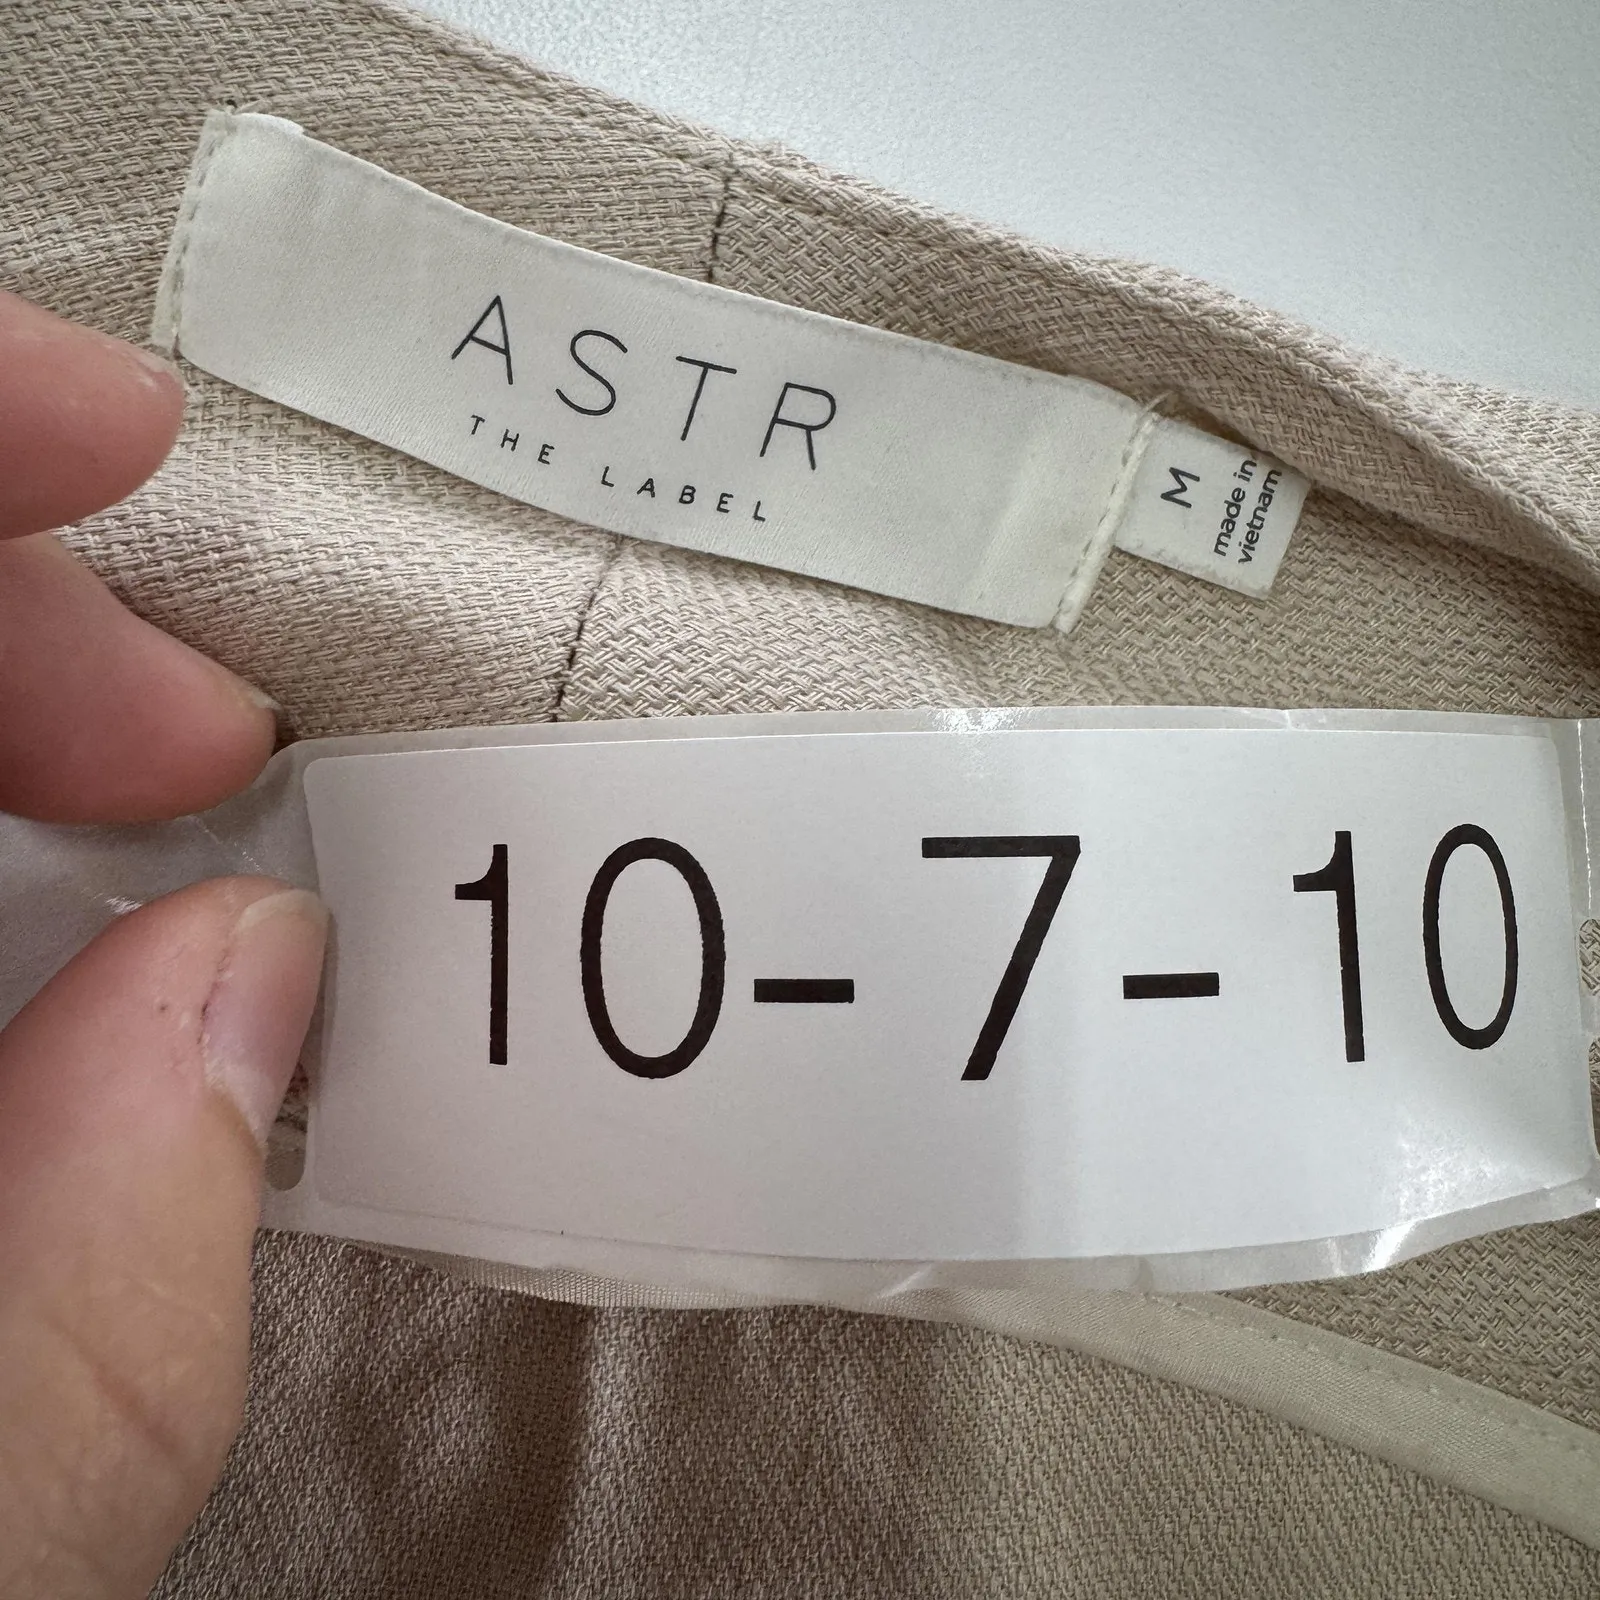 ASTR
THE LABEL
M
made in
vietnam
10-7-10